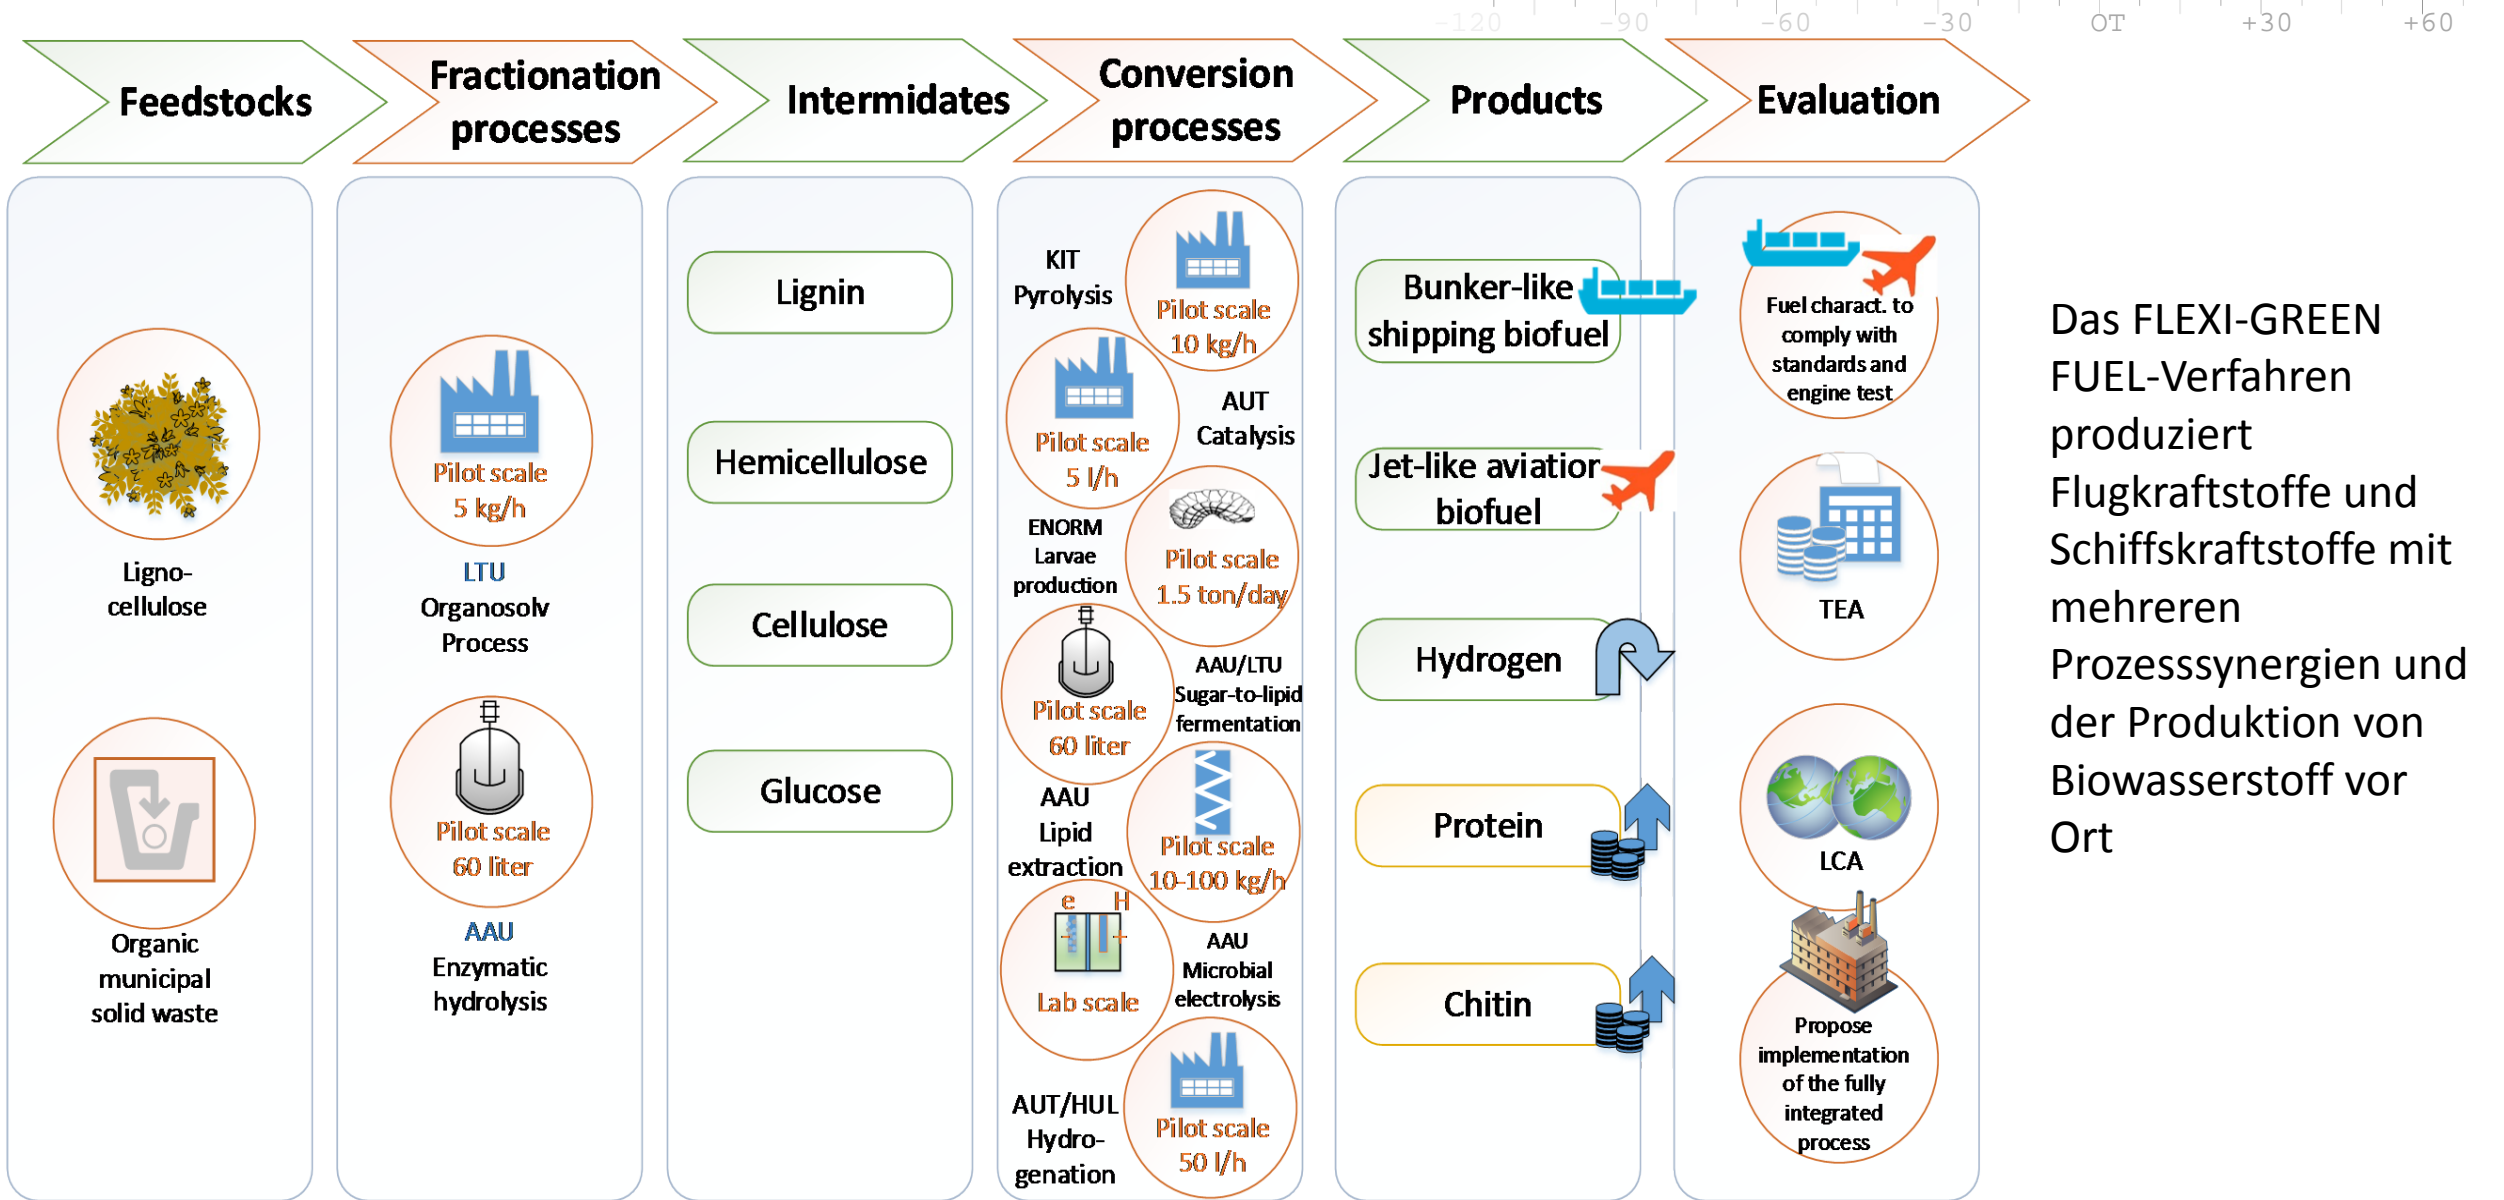 -120 -90 -60 -30 OT +30 +60
Feedstocks
Fractionation
processes
Intermidates
Conversion
processes
Products
Evaluation
Ligno-
cellulose
Organic
municipal
solid waste
Pilot scale
5 kg/h
LTU
Organosolv
Process
Pilot scale
60 liter
AAU
Enzymatic
hydrolysis
Lignin
Hemicellulose
Cellulose
Glucose
KIT
Pyrolysis
Pilot scale
10 kg/h
Pilot scale
5 l/h
AUT
Catalysis
ENORM
Larvae
production
Pilot scale
1.5 ton/day
Pilot scale
60 liter
AAU/LTU
Sugar-to-lipid
fermentation
AAU
Lipid
extraction
Pilot scale
10-100 kg/h
e H
- +
Lab scale
AAU
Microbial
electrolysis
AUT/HUL
Hydro-
genation
Pilot scale
50 l/h
Bunker-like
shipping biofuel
Jet-like aviation
biofuel
Hydrogen
Protein
Chitin
Fuel charact. to
comply with
standards and
engine test
TEA
LCA
Propose
implementation
of the fully
integrated
process
Das FLEXI-GREEN
FUEL-Verfahren
produziert
Flugkraftstoffe und
Schiffskraftstoffe mit
mehreren
Prozesssynergien und
der Produktion von
Biowasserstoff vor
Ort